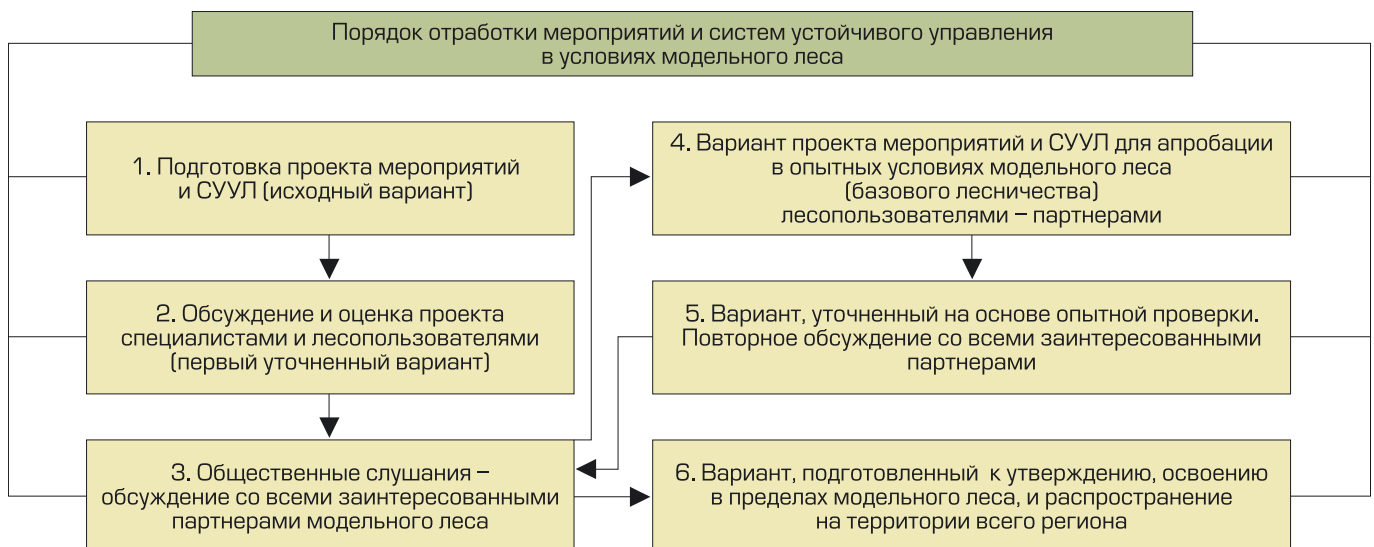 Порядок отработки мероприятий и систем устойчивого управления
в условиях модельного леса
1. Подготовка проекта мероприятий
и СУУЛ (исходный вариант)
2. Обсуждение и оценка проекта
специалистами и лесопользователями
(первый уточненный вариант)
3. Общественные слушания –
обсуждение со всеми заинтересованными
партнерами модельного леса
4. Вариант проекта мероприятий и СУУЛ для апробации
в опытных условиях модельного леса
(базового лесничества)
лесопользователями – партнерами
5. Вариант, уточненный на основе опытной проверки.
Повторное обсуждение со всеми заинтересованными
партнерами
6. Вариант, подготовленный к утверждению, освоению
в пределах модельного леса, и распространение
на территории всего региона